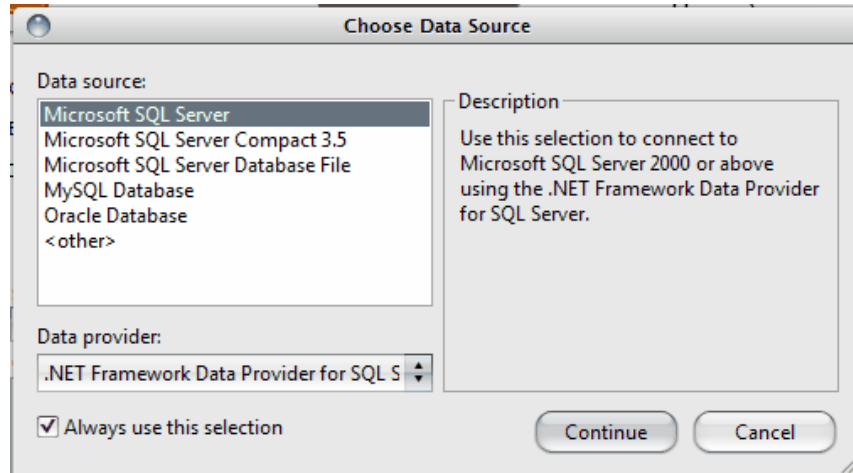 Choose Data Source
Data source:
Microsoft SQL Server
Microsoft SQL Server Compact 3.5
Microsoft SQL Server Database File
MySQL Database
Oracle Database
<other>
Description
Use this selection to connect to
Microsoft SQL Server 2000 or above
using the .NET Framework Data Provider
for SQL Server.
Data provider:
.NET Framework Data Provider for SQL S
Always use this selection
Continue
Cancel